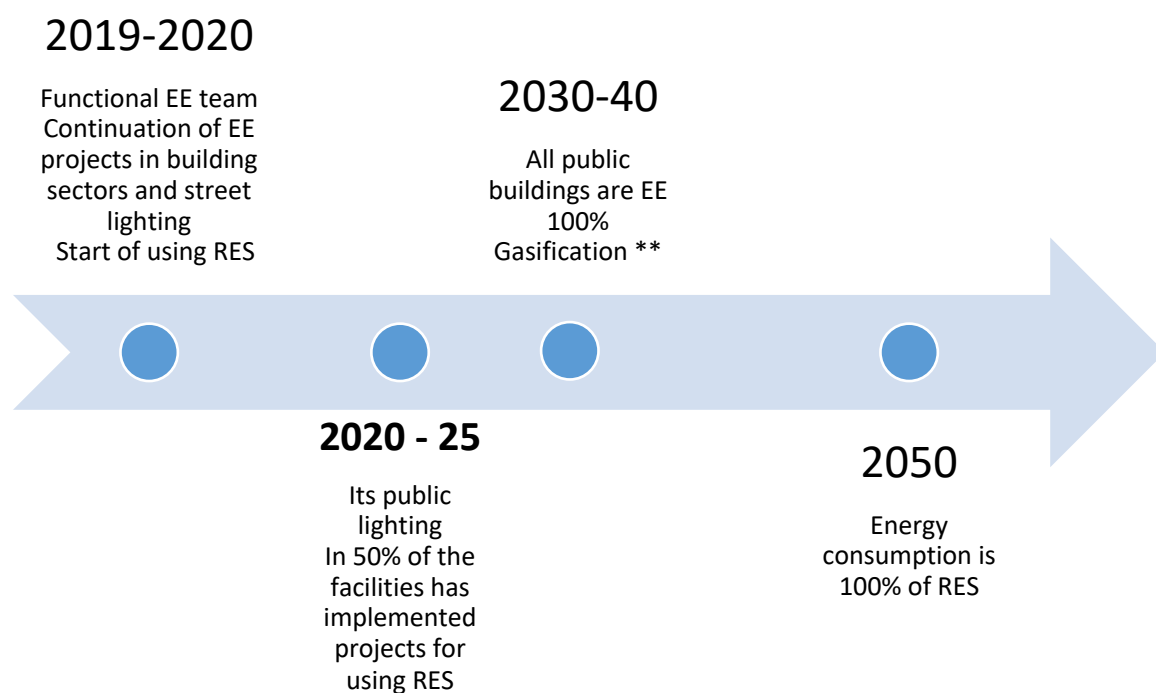 2019-2020
Functional EE team
Continuation of EE
projects in building
sectors and street
lighting
Start of using RES
2020 - 25
Its public
lighting
In 50% of the
facilities has
implemented
projects for
using RES
2030-40
All public
buildings are EE
100%
Gasification **
2050
Energy
consumption is
100% of RES